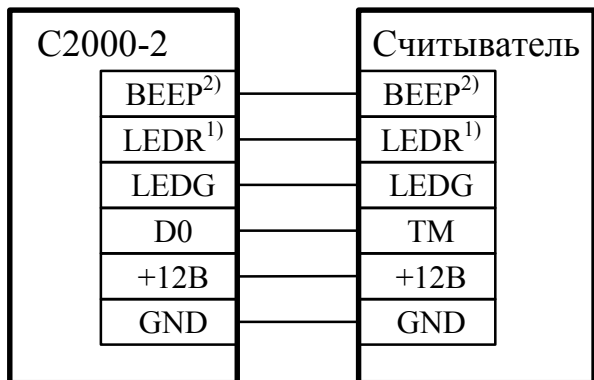 С2000-2 Считыватель
BEEP2) BEEP2)
LEDR1) LEDR1)
LEDG LEDG
D0 TM
+12В +12В
GND GND